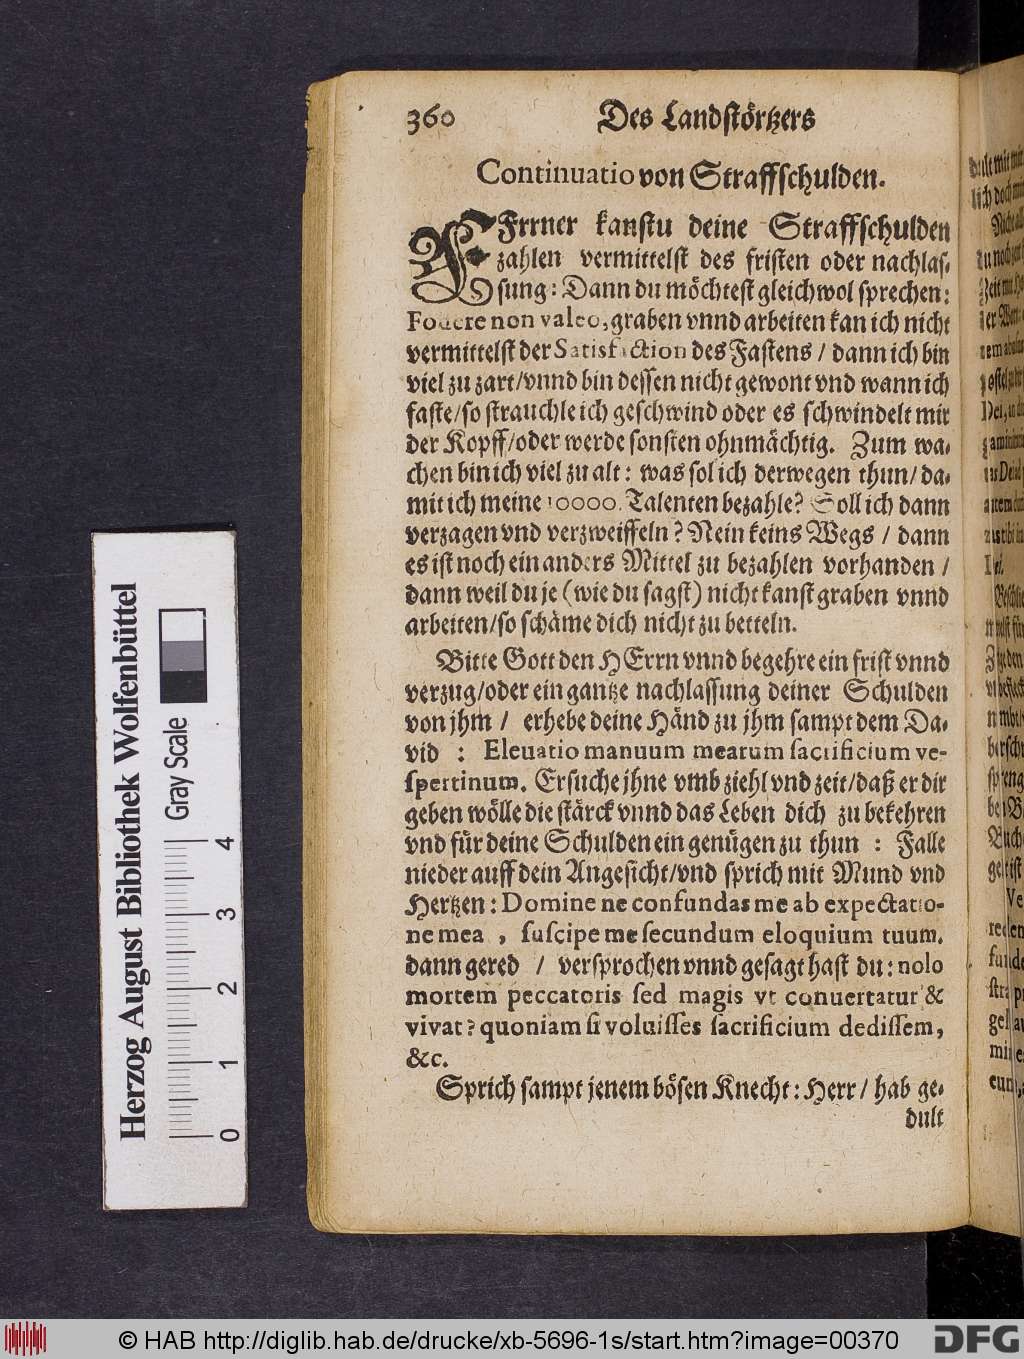 360 Des Landstörtzers
Continuatio von Straffschulden.
FFrrner kanstu deine Straffschulden
zahlen vermittelst des fristen oder nachlas-
sung: Dann du möchtest gleichwol sprechen:
Fodere non valeo, graben vnnd arbeiten kan ich nicht
vermittelst der Satisfaction des Fastens / dann ich bin
viel zu zart/vnnd bin dessen nicht gewont vnd wann ich
faste/so strauchle ich geschwind oder es schwindelt mir
der Kopff/oder werde sonsten ohnmächtig. Zum wa-
chen bin ich viel zu alt: was sol ich derwegen thun/ da-
mit ich meine 10000. Talenten bezahle? Soll ich dann
verzagen vnd verzweiffeln? Nein keins Wegs / dann
es ist noch ein anders Mittel zu bezahlen vorhanden /
dann weil du je (wie du sagst) nicht kanst graben vnnd
arbeiten/so schäme dich nicht zu betteln.
Bitte Gott den HErrn vnnd begehre ein frist vnnd
verzug/oder ein gantze nachlassung deiner Schulden
von jhm / erhebe deine Händ zu jhm sampt dem Da-
vid : Eleuatio manuum mearum sacrificium ve-
spertinum. Ersuche jhne vmb ziehl vnd zeit/daß er dir
geben wölle die stärck vnnd das Leben dich zu bekehren
vnd für deine Schulden ein genügen zu thun : Falle
nieder auff dein Angesicht/vnd sprich mit Mund vnd
Hertzen: Domine ne confundas me ab expectatio-
ne mea , suscipe me secundum eloquium tuum.
dann gered / versprochen vnnd gesagt hast du: nolo
mortem peccatoris sed magis vt conuertatur &
vivat? quoniam si voluisses sacrificium dedissem,
&c.
Sprich sampt jenem bösen Knecht: Herr / hab ge-
dult
Herzog August Bibliothek Wolfenbüttel
Gray Scale
0 1 2 3 4
© HAB http://diglib.hab.de/drucke/xb-5696-1s/start.htm?image=00370
DFG